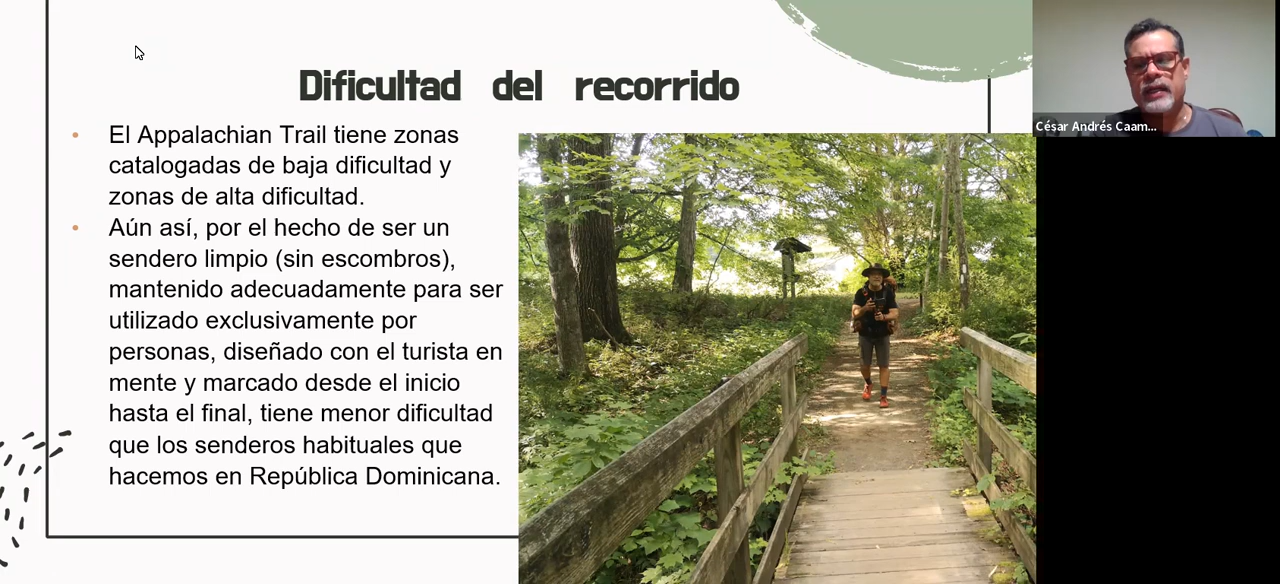 Dificultad del recorrido
César Andrés Caam...
• El Appalachian Trail tiene zonas
catalogadas de baja dificultad y
zonas de alta dificultad.
• Aún así, por el hecho de ser un
sendero limpio (sin escombros),
mantenido adecuadamente para ser
utilizado exclusivamente por
personas, diseñado con el turista en
mente y marcado desde el inicio
hasta el final, tiene menor dificultad
que los senderos habituales que
hacemos en República Dominicana.